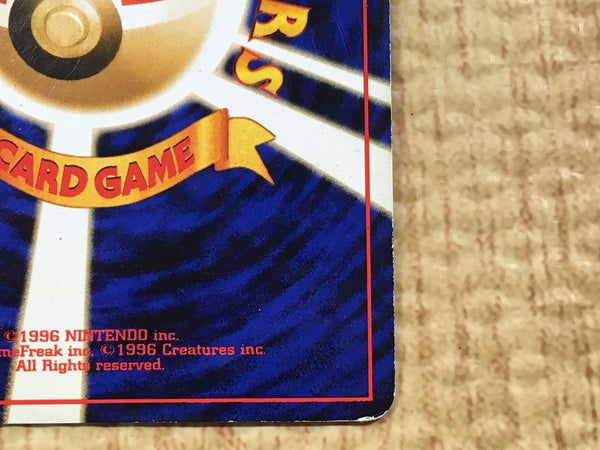 RS
CARD GAME
©1996 NINTENDO inc.
meFreak inc. ©1996 Creatures inc.
All Rights reserved.